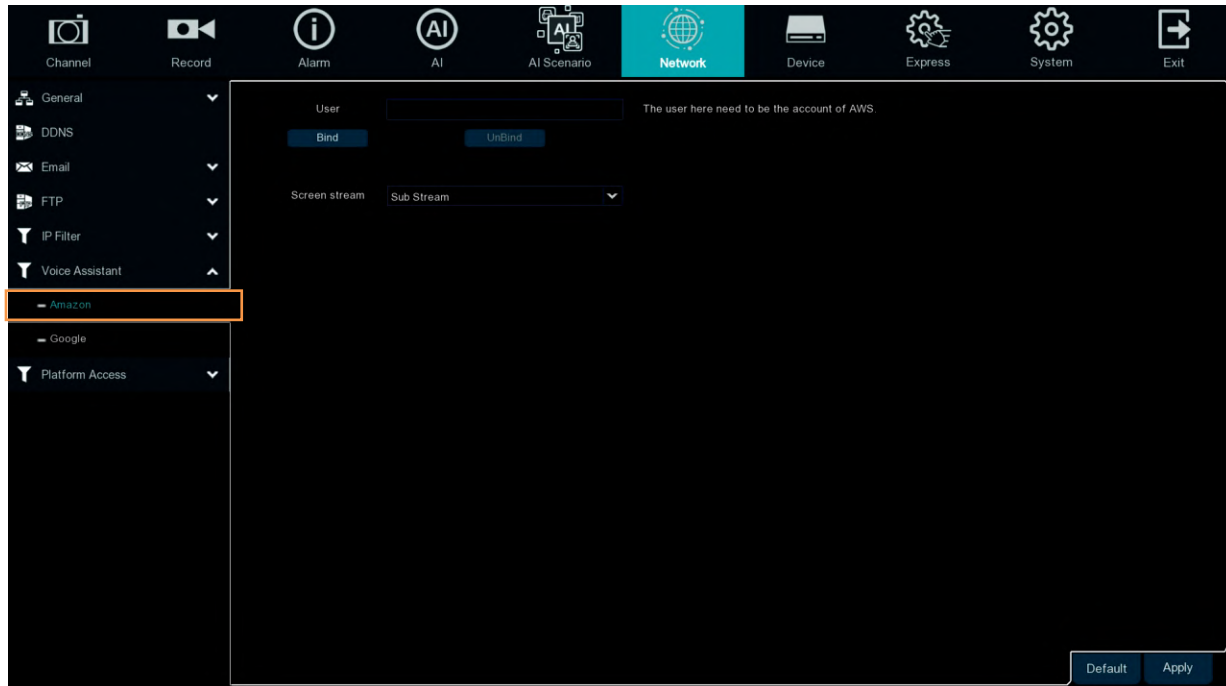 Channel
Record
Alarm
AI
AI Scenario
Network
Device
Express
System
Exit
General
DDNS
Email
FTP
IP Filter
Voice Assistant
Amazon
Google
Platform Access
User
The user here need to be the account of AWS.
Bind
UnBind
Screen stream
Sub Stream
Default
Apply